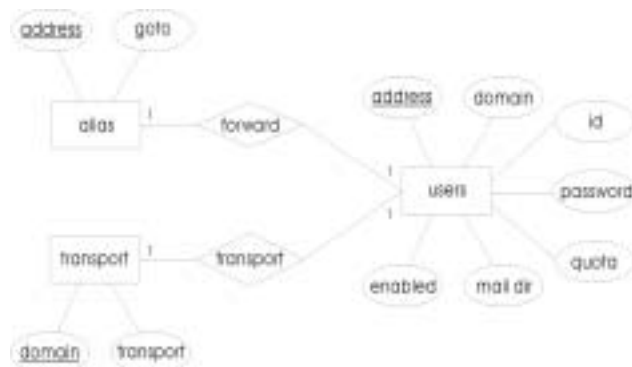 address
goto
alias
1
forward
1
address
domain
id
users
password
1
transport
1
transport
enabled
mail dir
quota
domain
transport